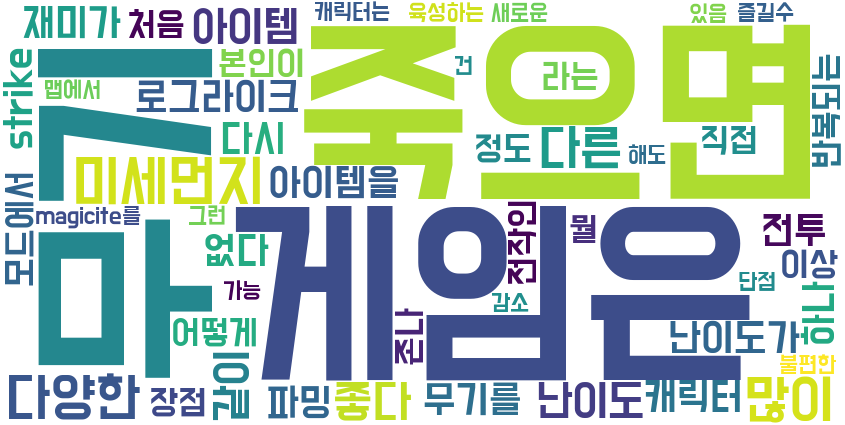 재미가
처음
아이템
캐릭터는
육성하는
새로운
있음
즐길수
죽으면
strike
맵에서
로그라이크
본인이
건
라는
반복되는
다시
정도
다른
해도
직접
미세먼지
아이템을
모드에서
magicite를
그런
없다
가능
어떻게
마
게임은
전작인
뭘
전투
이상
단점
하나
감소
존나
난이도가
불편한
다양한
장점
같이
파밍
좋다
무기를
난이도
캐릭터
많이